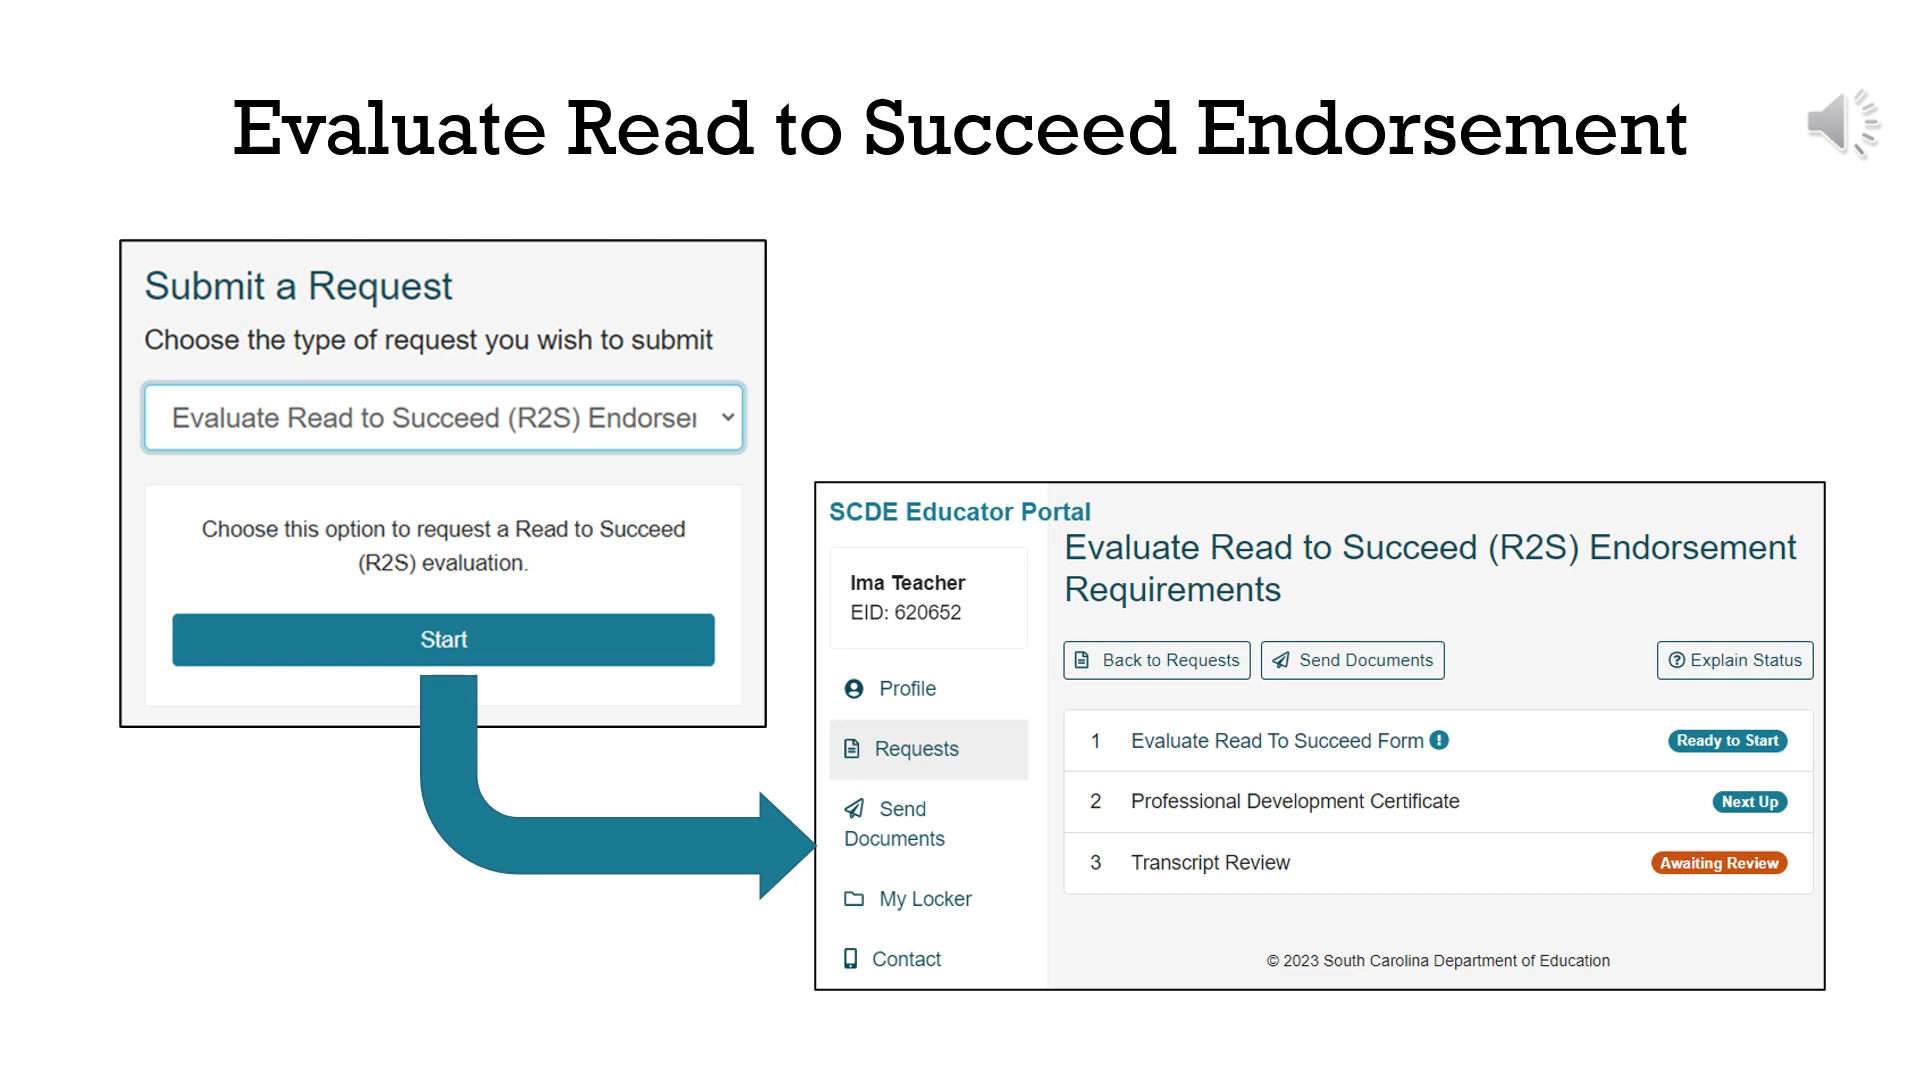 Evaluate Read to Succeed Endorsement
Submit a Request
Choose the type of request you wish to submit
Evaluate Read to Succeed (R2S) Endorse
Choose this option to request a Read to Succeed
(R2S) evaluation.
Start
SCDE Educator Portal
Ima Teacher
EID: 620652
Profile
Requests
Send
Documents
My Locker
Contact
Evaluate Read to Succeed (R2S) Endorsement
Requirements
Back to Requests
Send Documents
Explain Status
1 Evaluate Read To Succeed Form Ready to Start
2 Professional Development Certificate Next Up
3 Transcript Review Awaiting Review
© 2023 South Carolina Department of Education